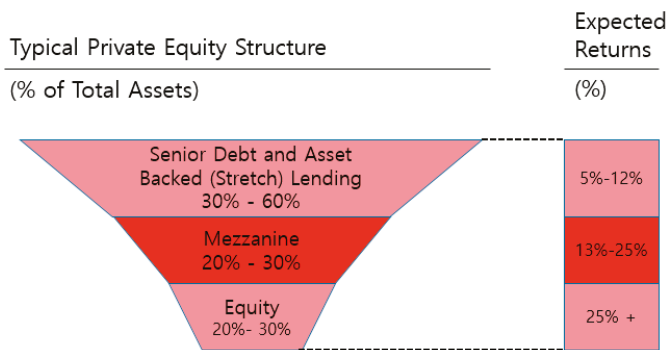 Typical Private Equity Structure
(% of Total Assets)
Expected
Returns
(%)
Senior Debt and Asset
Backed (Stretch) Lending
30% - 60%
5%-12%
Mezzanine
20% - 30%
13%-25%
Equity
20%- 30%
25% +